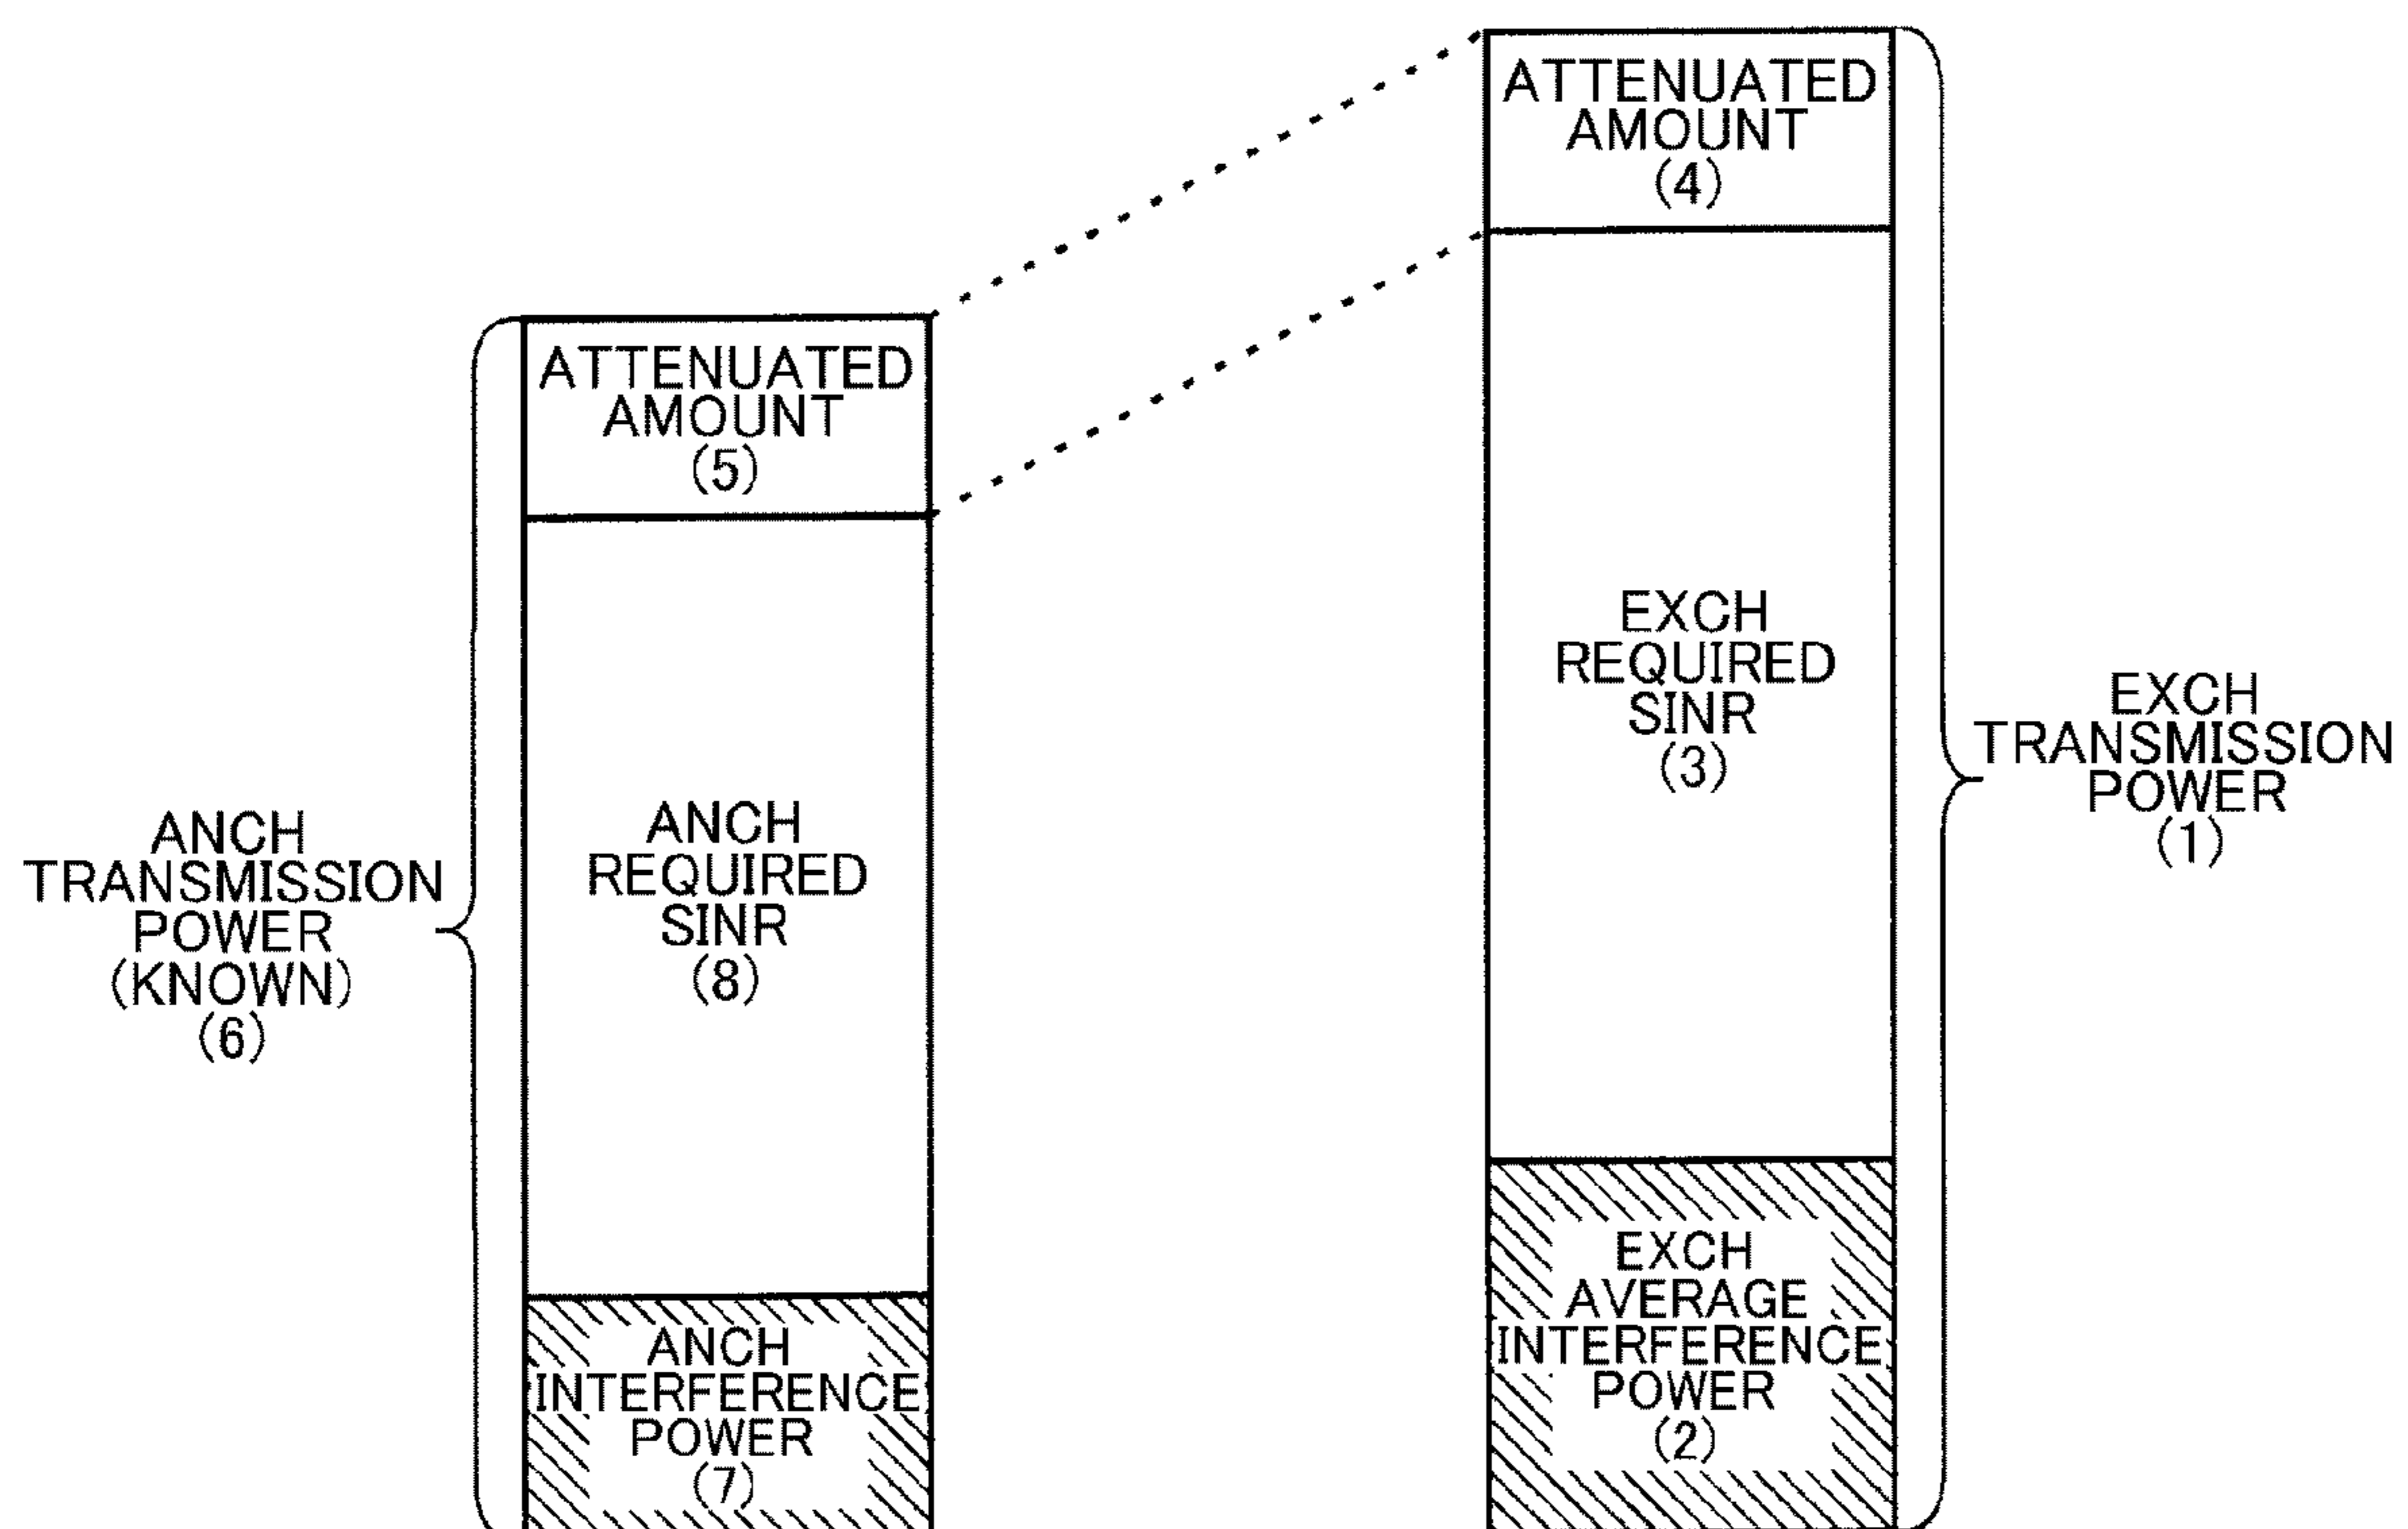 ATTENUATED
AMOUNT
(4)
ATTENUATED
AMOUNT
(5)
EXCH
REQUIRED
SINR
(3)
EXCH
TRANSMISSION
POWER
(1)
ANCH
TRANSMISSION
POWER
(KNOWN)
(6)
ANCH
REQUIRED
SINR
(8)
EXCH
AVERAGE
INTERFERENCE
POWER
(2)
ANCH
INTERFERENCE
POWER
(7)